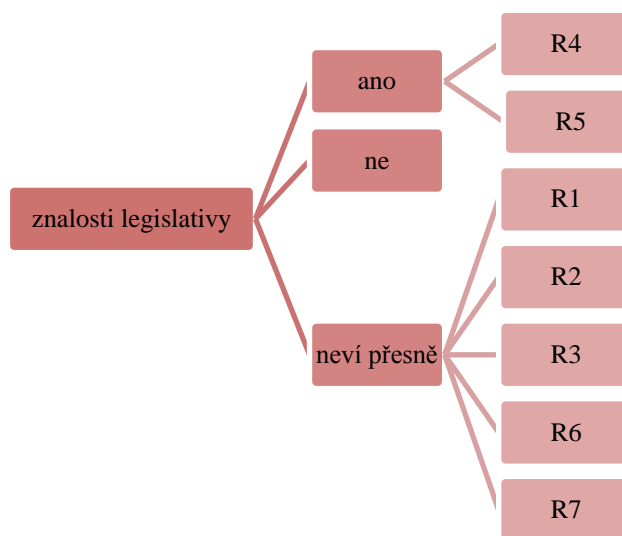 znalosti legislativy
ano
R4
R5
ne
neví přesně
R1
R2
R3
R6
R7